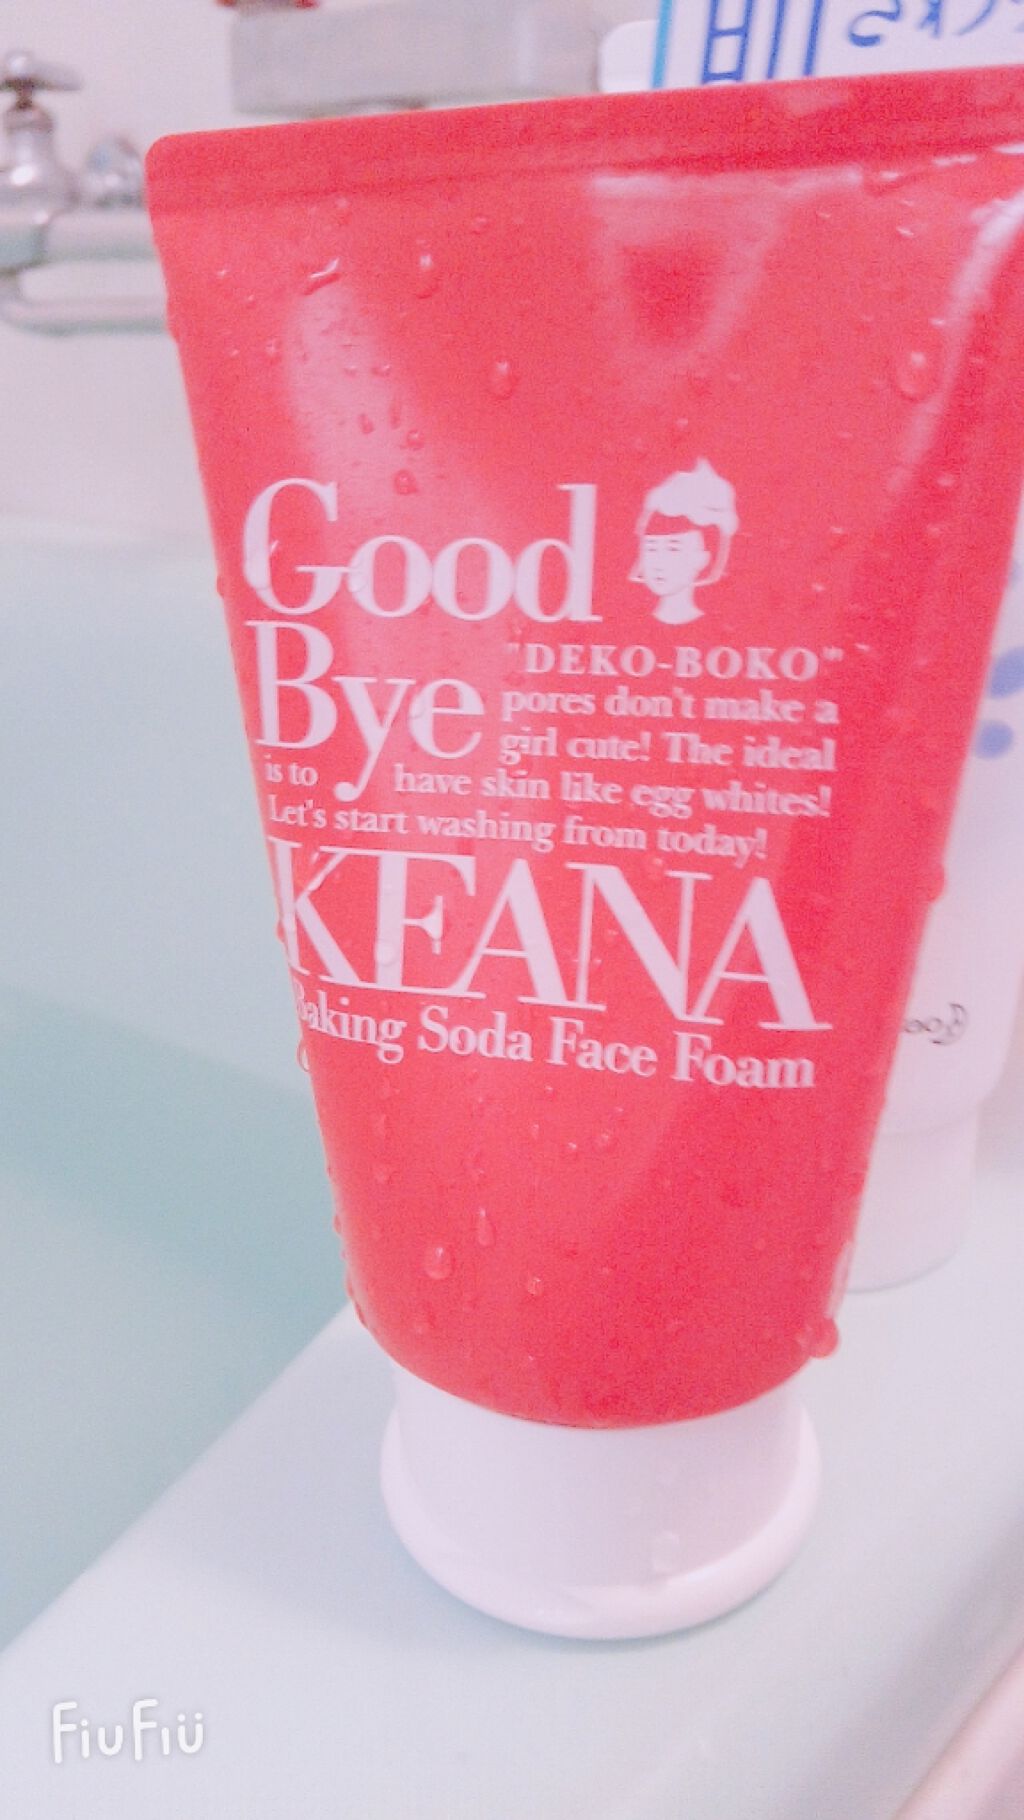 肌
Good
Bye
"DEKO-BOKO"
pores don't make a
girl cute! The ideal
is to have skin like egg whites!
Let's start washing from today!
KEANA
Baking Soda Face Foam
FiuFiu